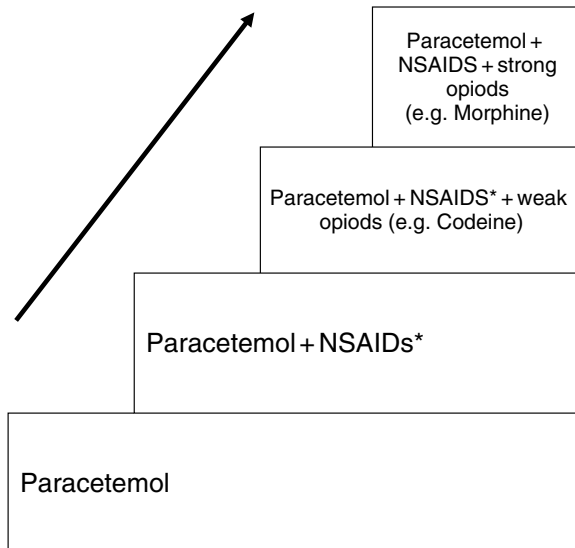 Paracetemol +
NSAIDS + strong
opiods
(e.g. Morphine)
Paracetemol + NSAIDS* + weak
opiods (e.g. Codeine)
Paracetemol + NSAIDs*
Paracetemol